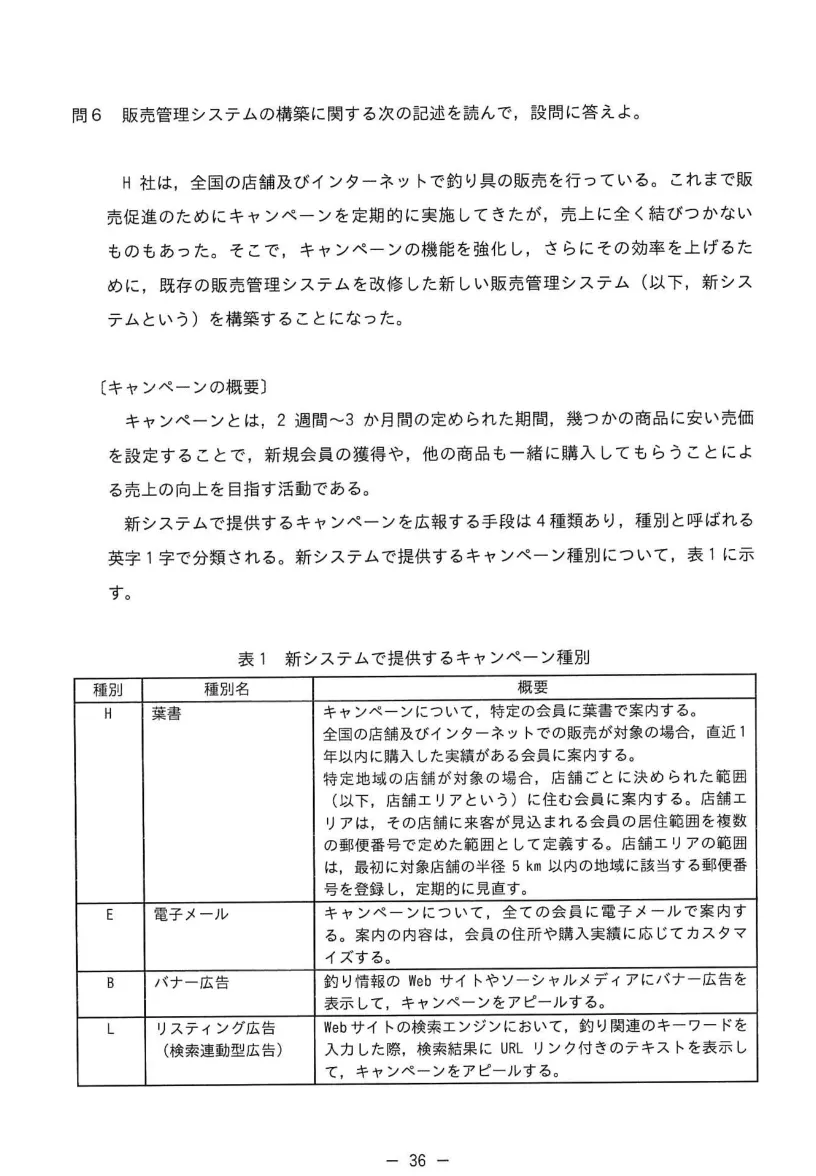 問6　販売管理システムの構築に関する次の記述を読んで，設問に答えよ。
H 社は，全国の店舗及びインターネットで釣り具の販売を行っている。これまで販
売促進のためにキャンペーンを定期的に実施してきたが，売上に全く結びつかない
ものもあった。そこで，キャンペーンの機能を強化し，さらにその効率を上げるた
めに，既存の販売管理システムを改修した新しい販売管理システム（以下，新シス
テムという）を構築することになった。
〔キャンペーンの概要〕
キャンペーンとは，2 週間～3 か月間の定められた期間，幾つかの商品に安い売価
を設定することで，新規会員の獲得や，他の商品も一緒に購入してもらうことによ
る売上の向上を目指す活動である。
新システムで提供するキャンペーンを広報する手段は 4 種類あり，種別と呼ばれる
英字 1 字で分類される。新システムで提供するキャンペーン種別について，表 1 に示
す。
表1　新システムで提供するキャンペーン種別
種別　種別名　概要
H　葉書　キャンペーンについて，特定の会員に葉書で案内する。
全国の店舗及びインターネットでの販売が対象の場合，直近1
年以内に購入した実績がある会員に案内する。
特定地域の店舗が対象の場合，店舗ごとに決められた範囲
（以下，店舗エリアという）に住む会員に案内する。店舗エ
リアは，その店舗に来客が見込まれる会員の居住範囲を複数
の郵便番号で定めた範囲として定義する。店舗エリアの範囲
は，最初に対象店舗の半径 5 km 以内の地域に該当する郵便番
号を登録し，定期的に見直す。
E　電子メール　キャンペーンについて，全ての会員に電子メールで案内す
る。案内の内容は，会員の住所や購入実績に応じてカスタマ
イズする。
B　バナー広告　釣り情報の Web サイトやソーシャルメディアにバナー広告を
表示して，キャンペーンをアピールする。
L　リスティング広告　Webサイトの検索エンジンにおいて，釣り関連のキーワードを
（検索連動型広告）　入力した際，検索結果に URL リンク付きのテキストを表示し
て，キャンペーンをアピールする。
— 36 —